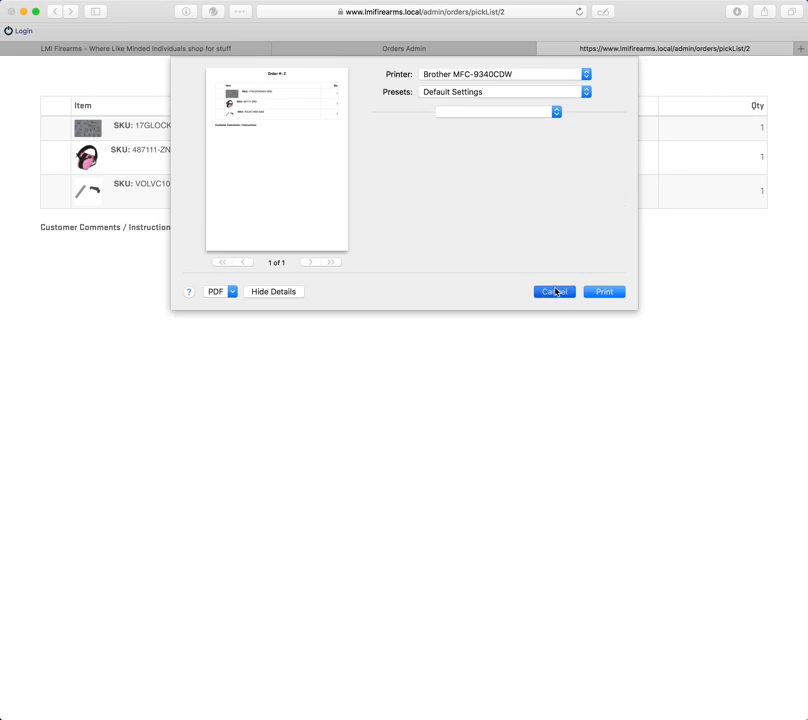 www.lmifirearms.local/admin/orders/pickList/2
Login
LMI Firearms - Where Like Minded Individuals shop for stuff
Orders Admin
https://www.lmifirearms.local/admin/orders/pickList/2
Order #: 2
Printer: Brother MFC-9340CDW
Presets: Default Settings
Item
Qty
SKU: 17GLOCK
1
SKU: 487111-ZN
1
SKU: VOLVC10
1
Customer Comments / Instruction
1 of 1
?
PDF
Hide Details
Cancel
Print